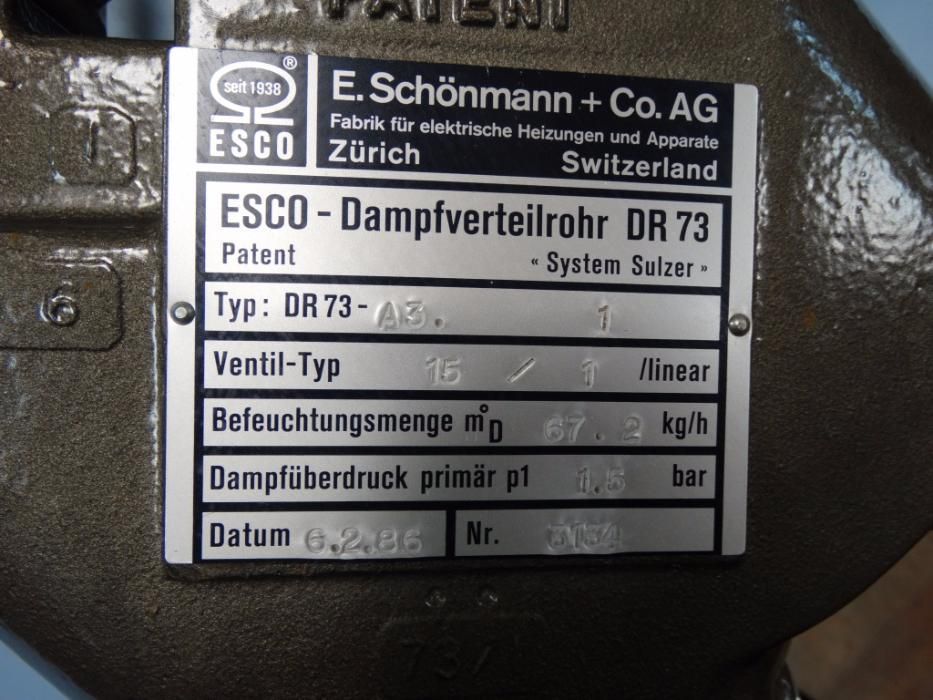 PATENT
®
seit 1938
ESCO
E. Schönmann + Co. AG
Fabrik für elektrische Heizungen und Apparate
Zürich Switzerland
ESCO - Dampfverteilrohr DR 73
Patent « System Sulzer »
Typ: DR 73 - A3. 1
Ventil-Typ 15 / 1 /linear
Befeuchtungsmenge m̊D 67.2 kg/h
Dampfüberdruck primär p1 1.5 bar
Datum 6.2.86 Nr. 3134
6
73/